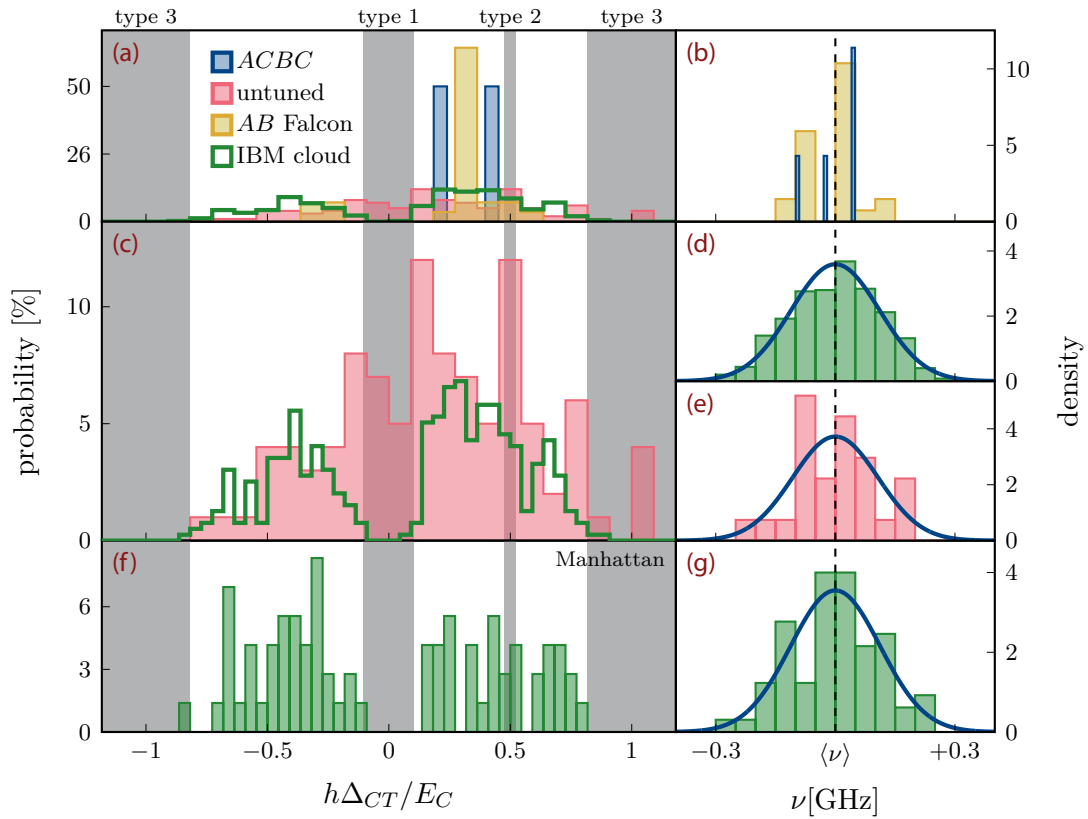 type 3 type 1 type 2 type 3
(a)
ACBC
untuned
AB Falcon
IBM cloud
50
26
0
(b)
10
5
0
(c)
10
5
0
(d)
4
2
0
(e)
4
2
0
(f)
Manhattan
6
3
0
(g)
4
2
0
probability [%]
density
−1 −0.5 0 0.5 1
−0.3 ⟨ν⟩ +0.3
hΔ_CT/E_C
ν[GHz]